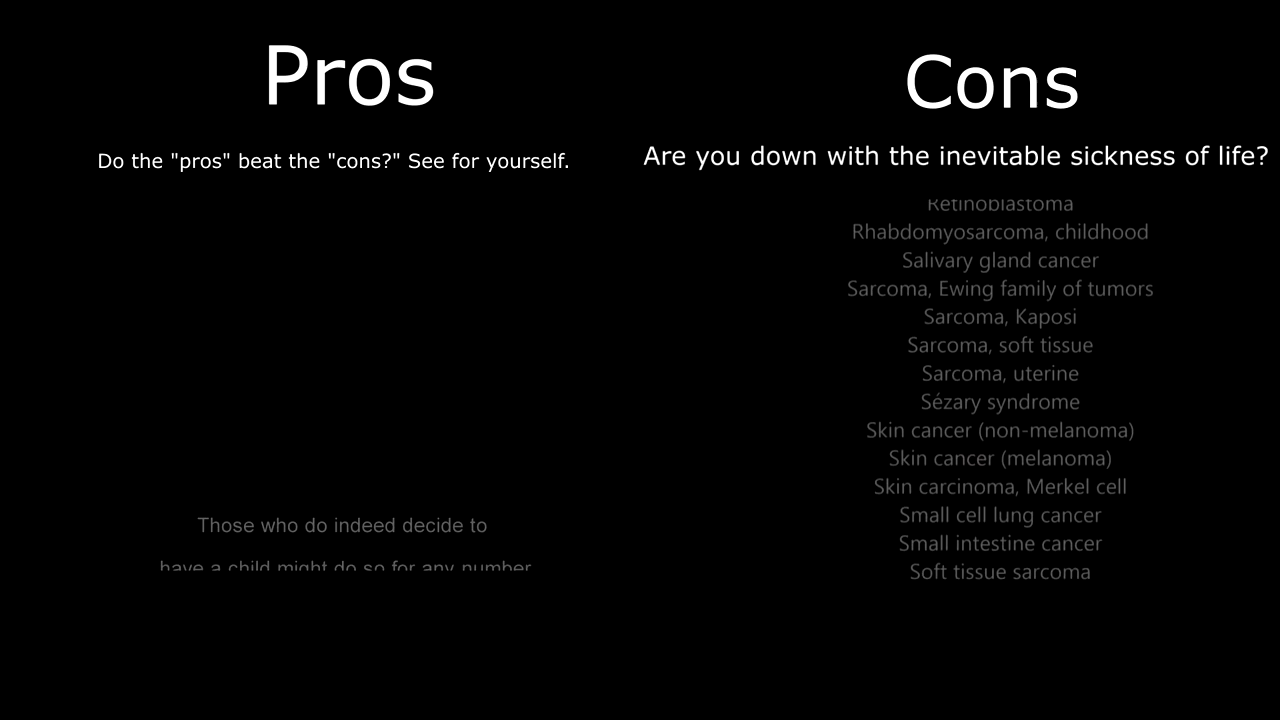 Pros
Do the "pros" beat the "cons?" See for yourself.
Those who do indeed decide to
have a child might do so for any number
Cons
Are you down with the inevitable sickness of life?
Retinoblastoma
Rhabdomyosarcoma, childhood
Salivary gland cancer
Sarcoma, Ewing family of tumors
Sarcoma, Kaposi
Sarcoma, soft tissue
Sarcoma, uterine
Sézary syndrome
Skin cancer (non-melanoma)
Skin cancer (melanoma)
Skin carcinoma, Merkel cell
Small cell lung cancer
Small intestine cancer
Soft tissue sarcoma